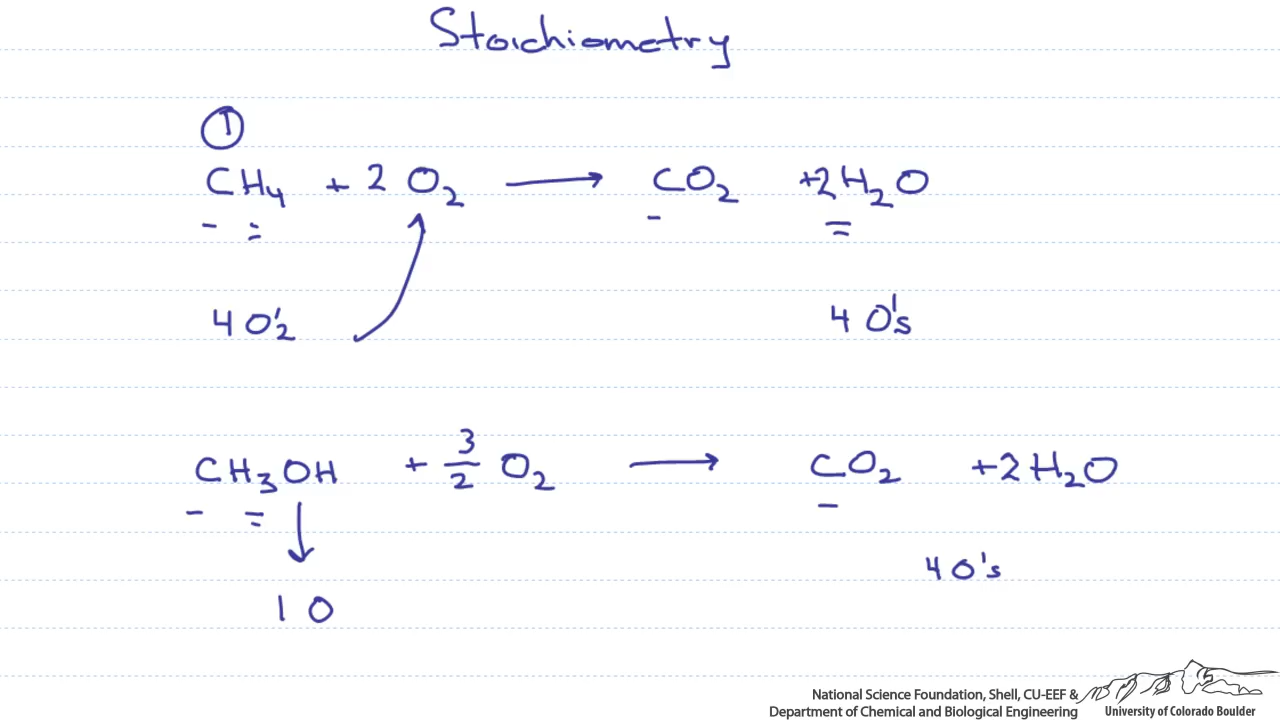 Stoichiometry
1
CH4 + 2 O2 → CO2 +2H2O
4 O'2 4 O's
CH3OH + 3/2 O2 → CO2 +2H2O
4 O's
1 O
National Science Foundation, Shell, CU-EEF &
Department of Chemical and Biological Engineering
University of Colorado Boulder